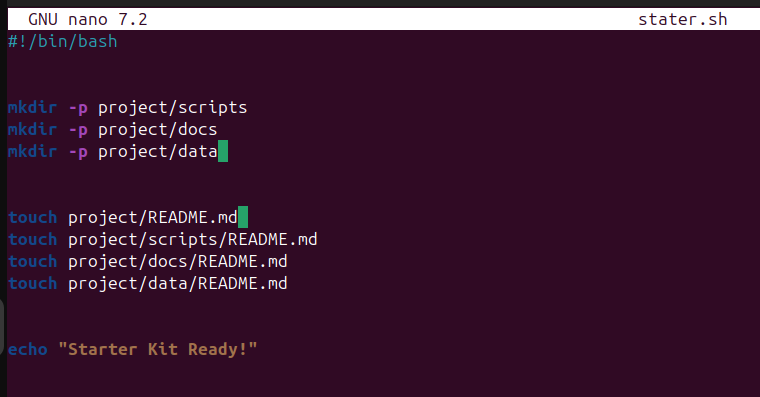 GNU nano 7.2 stater.sh
#!/bin/bash
mkdir -p project/scripts
mkdir -p project/docs
mkdir -p project/data
touch project/README.md
touch project/scripts/README.md
touch project/docs/README.md
touch project/data/README.md
echo "Starter Kit Ready!"